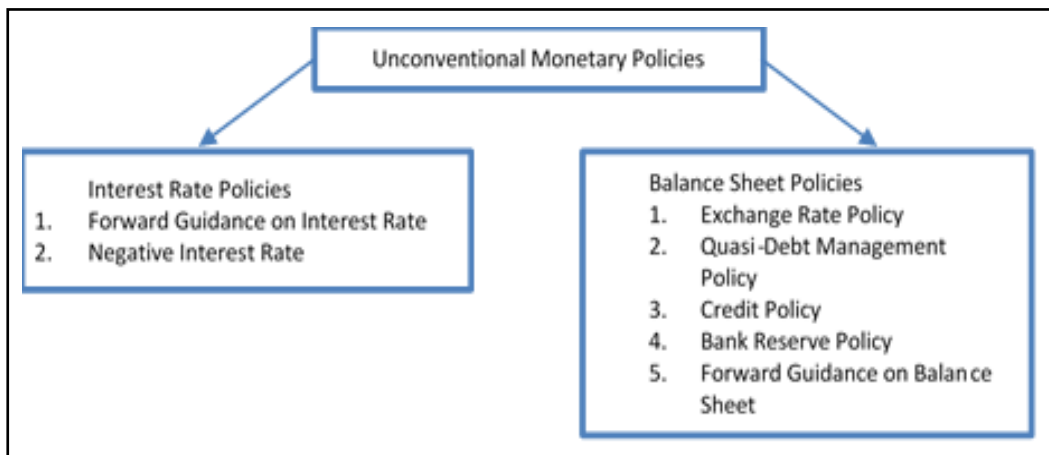 Unconventional Monetary Policies
Interest Rate Policies
1. Forward Guidance on Interest Rate
2. Negative Interest Rate
Balance Sheet Policies
1. Exchange Rate Policy
2. Quasi-Debt Management
Policy
3. Credit Policy
4. Bank Reserve Policy
5. Forward Guidance on Balance
Sheet